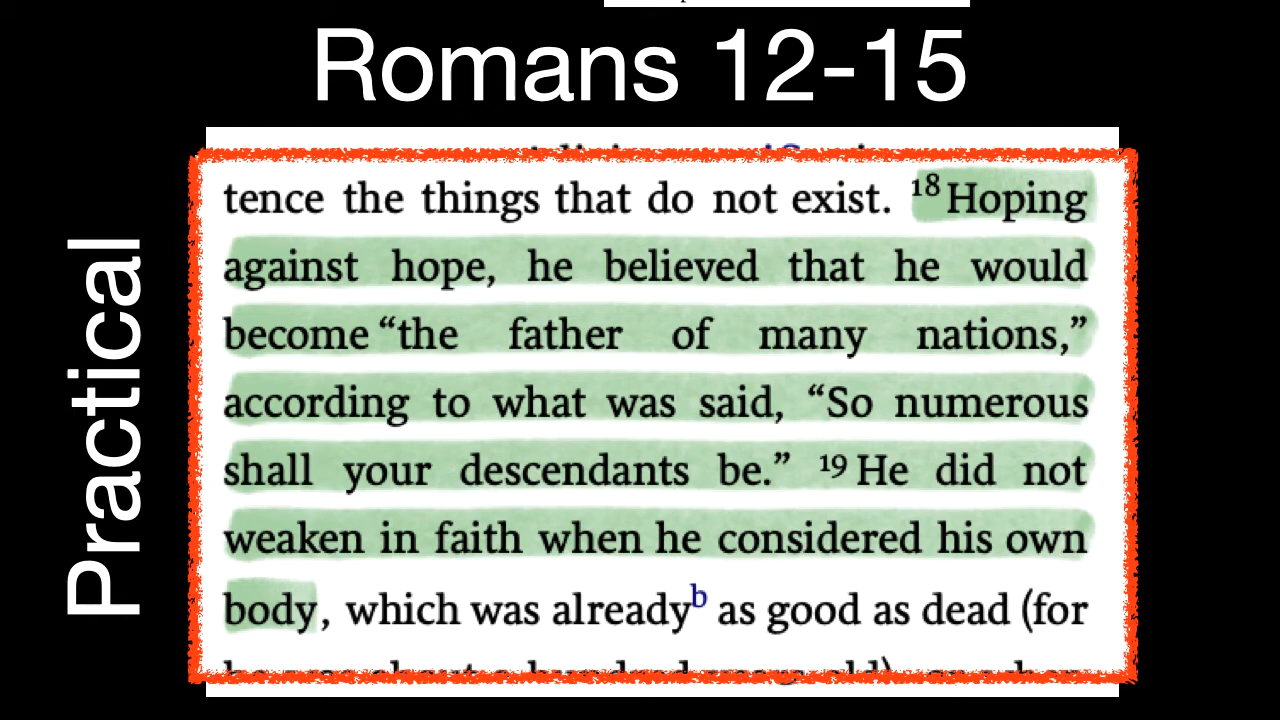 Romans 12-15
Practical
tence the things that do not exist. 18 Hoping
against hope, he believed that he would
become “the father of many nations,”
according to what was said, “So numerous
shall your descendants be.” 19 He did not
weaken in faith when he considered his own
body, which was already b as good as dead (for